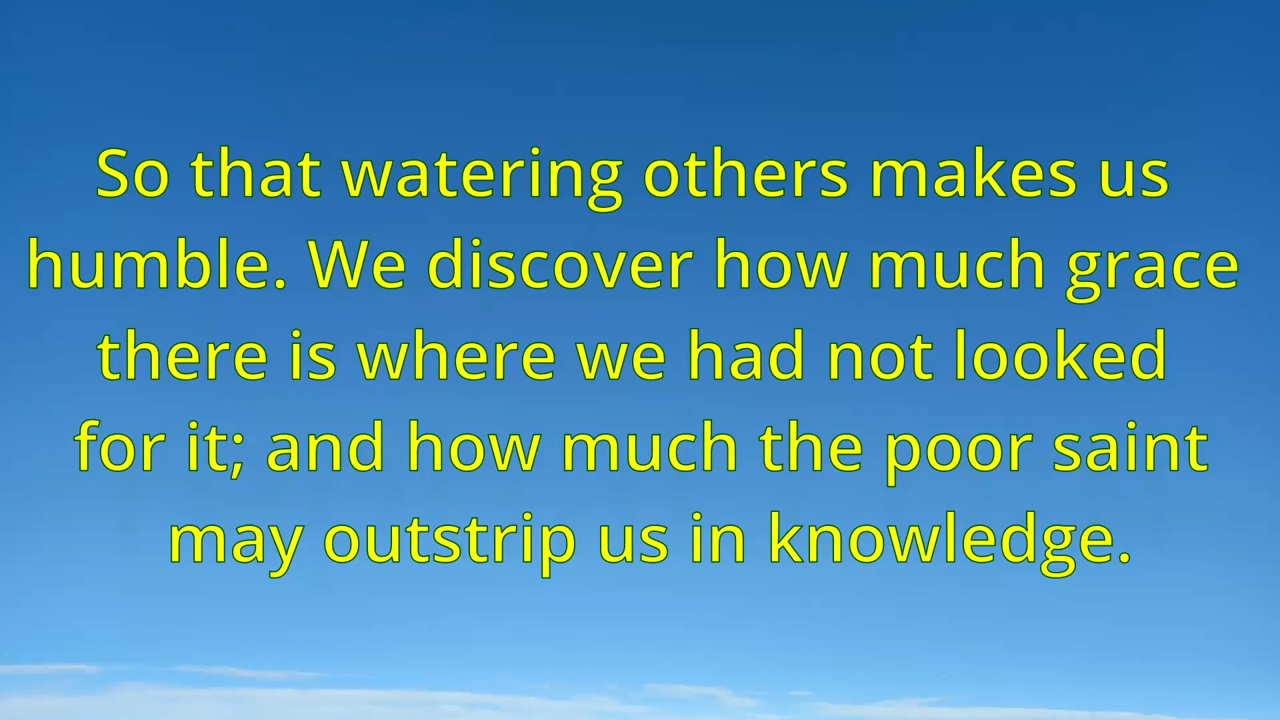 So that watering others makes us
humble. We discover how much grace
there is where we had not looked
for it; and how much the poor saint
may outstrip us in knowledge.